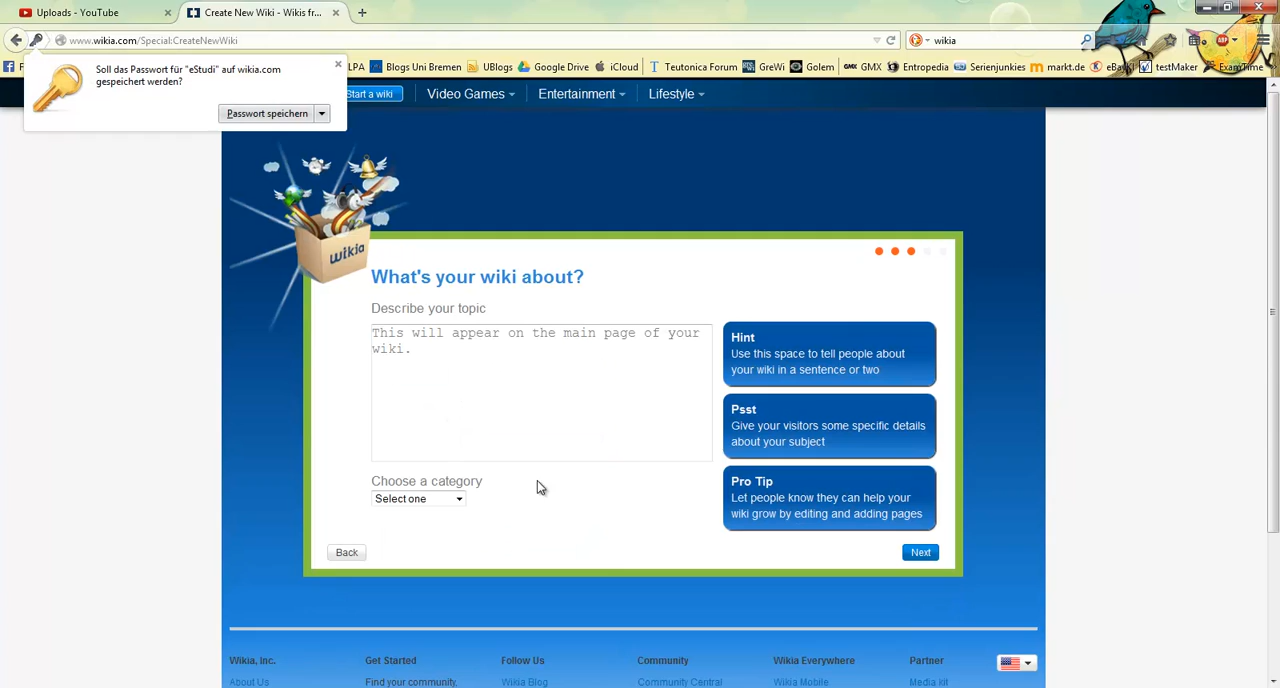 Uploads - YouTube
Create New Wiki - Wikis fr...
www.wikia.com/Special:CreateNewWiki
wikia
LPA
Blogs Uni Bremen
UBlogs
Google Drive
iCloud
Teutonica Forum
GreWi
Golem
GMX
Entropedia
Serienjunkies
markt.de
testMaker
ExamTime
Soll das Passwort für "eStudi" auf wikia.com
gespeichert werden?
Passwort speichern
Start a wiki
Video Games
Entertainment
Lifestyle
wikia
What's your wiki about?
Describe your topic
This will appear on the main page of your
wiki.
Hint
Use this space to tell people about
your wiki in a sentence or two
Psst
Give your visitors some specific details
about your subject
Pro Tip
Let people know they can help your
wiki grow by editing and adding pages
Choose a category
Select one
Back
Next
Wikia, Inc.
Get Started
Follow Us
Community
Wikia Everywhere
Partner
About Us
Find your community,
Wikia Blog
Community Central
Wikia Mobile
Media kit